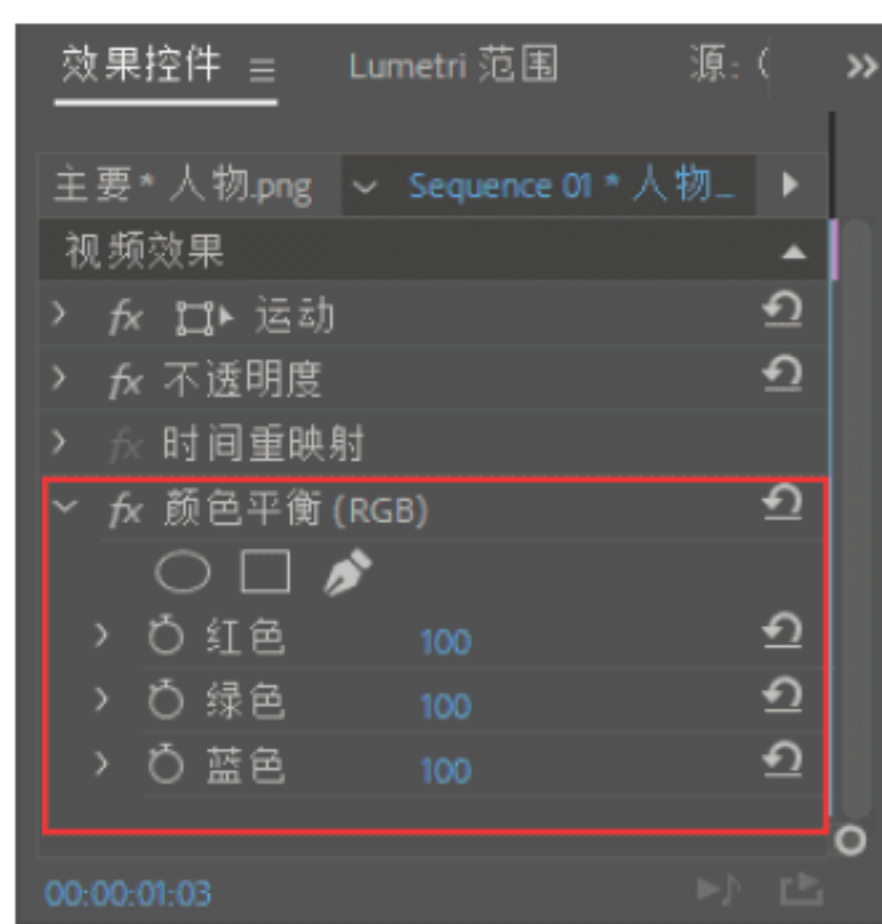 效果控件 Lumetri 范围 源:(
主要* 人物.png Sequence 01 * 人物_
视频效果
fx 运动
fx 不透明度
fx 时间重映射
fx 颜色平衡 (RGB)
红色 100
绿色 100
蓝色 100
00:00:01:03